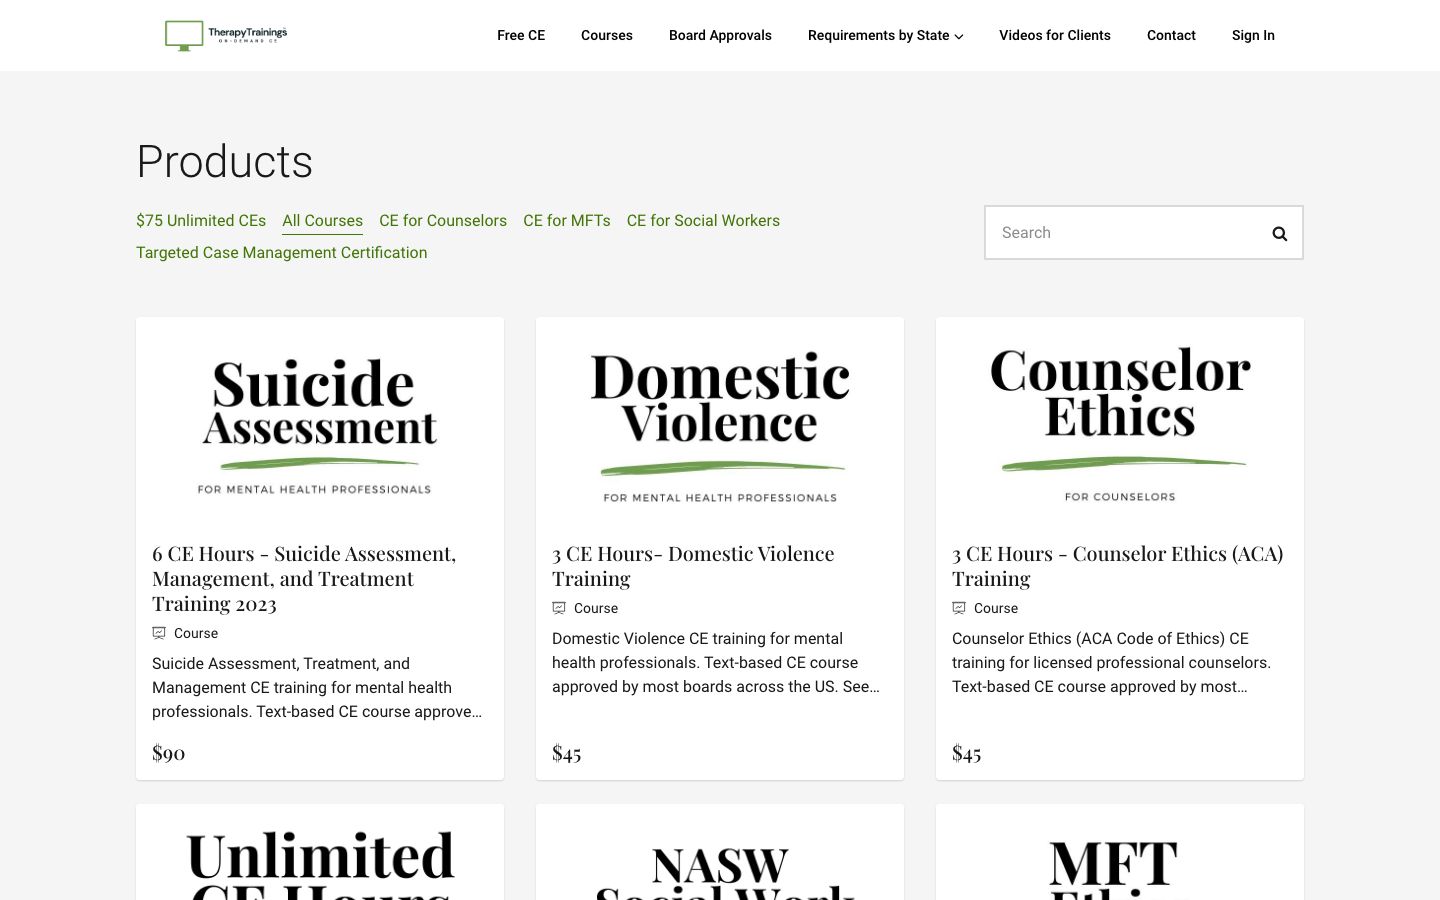 TherapyTrainings
ON-DEMAND CE
Free CE
Courses
Board Approvals
Requirements by State
Videos for Clients
Contact
Sign In
Products
$75 Unlimited CEs
All Courses
CE for Counselors
CE for MFTs
CE for Social Workers
Targeted Case Management Certification
Search
Suicide
Assessment
FOR MENTAL HEALTH PROFESSIONALS
6 CE Hours - Suicide Assessment,
Management, and Treatment
Training 2023
Course
Suicide Assessment, Treatment, and
Management CE training for mental health
professionals. Text-based CE course approve…
$90
Domestic
Violence
FOR MENTAL HEALTH PROFESSIONALS
3 CE Hours- Domestic Violence
Training
Course
Domestic Violence CE training for mental
health professionals. Text-based CE course
approved by most boards across the US. See…
$45
Counselor
Ethics
FOR COUNSELORS
3 CE Hours - Counselor Ethics (ACA)
Training
Course
Counselor Ethics (ACA Code of Ethics) CE
training for licensed professional counselors.
Text-based CE course approved by most…
$45
Unlimited
CE Hours
NASW
Social Work
MFT
Ethics